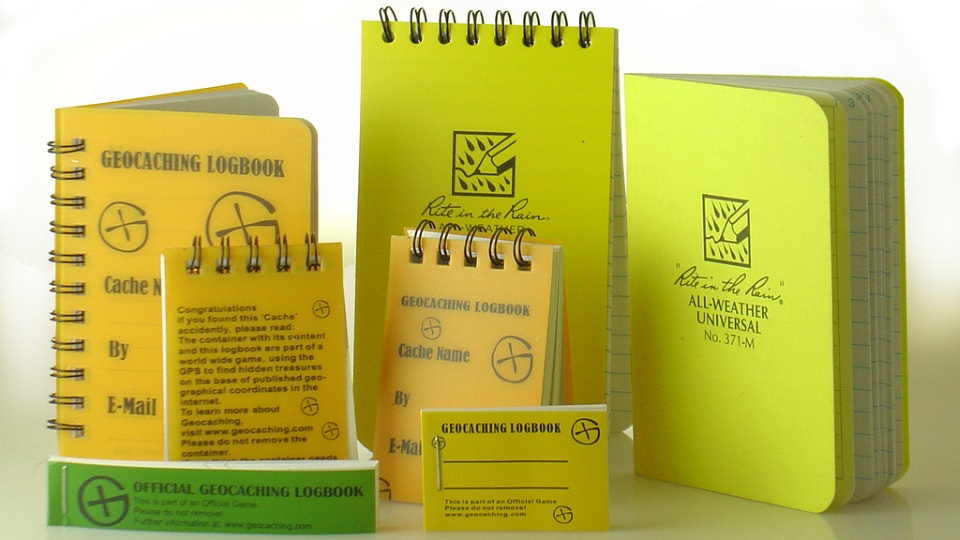 GEOCACHING LOGBOOK
Cache N
By
E-Mail
Congratulations
If you found this 'Cache'
accidently, please read:
The container with its content
and this logbook are part of a
world wide game, using the
GPS to find hidden treasures
on the base of published geo-
graphical coordinates in the
internet.
To learn more about
Geocaching,
visit www.geocaching.com
Please do not remove the
container.
OFFICIAL GEOCACHING LOGBOOK
This is part of an Official Game.
Please do not remove!
Further information at: www.geocaching.com
Rite in the Rain
ALL-WEATHER
GEOCACHING LOGBOOK
Cache Name
By
E-Mai
GEOCACHING LOGBOOK
This is part of an Official Game
Please do not remove!
www.geocaching.com
"Rite in the Rain"
ALL-WEATHER
UNIVERSAL
No. 371-M